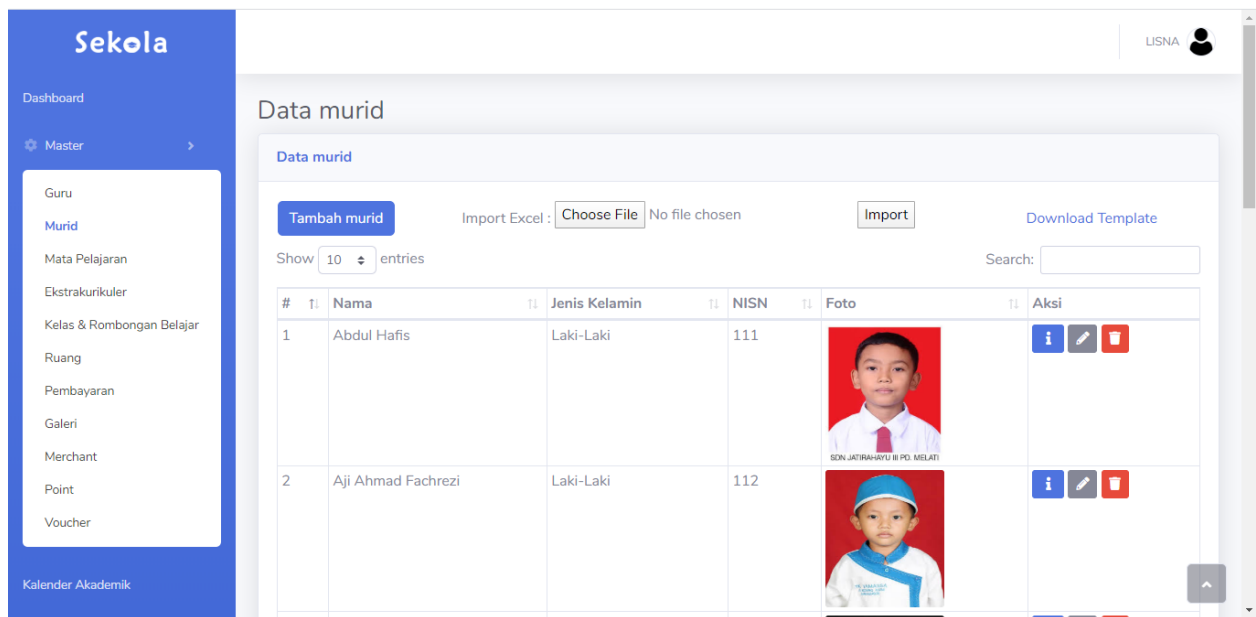 Sekola
LISNA
Dashboard
Master
Guru
Murid
Mata Pelajaran
Ekstrakurikuler
Kelas & Rombongan Belajar
Ruang
Pembayaran
Galeri
Merchant
Point
Voucher
Kalender Akademik
Data murid
Data murid
Tambah murid Import Excel : Choose File No file chosen Import Download Template
Show 10 entries Search:
# Nama Jenis Kelamin NISN Foto Aksi
1 Abdul Hafis Laki-Laki 111
SDN JATIRAHAYU III PD. MELATI
2 Aji Ahmad Fachrezi Laki-Laki 112